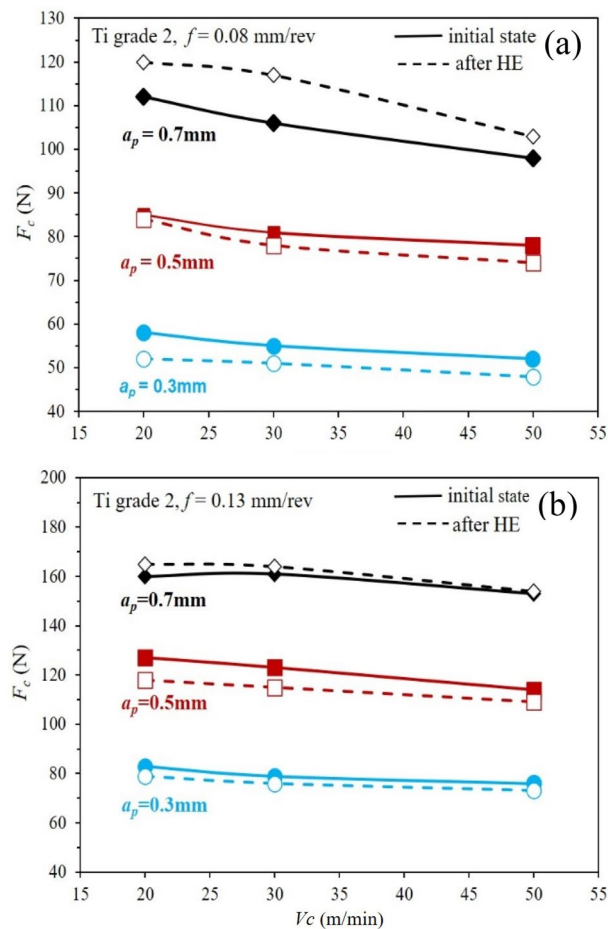 Ti grade 2, f = 0.08 mm/rev
initial state
after HE
(a)
130
120
110
100
90
80
70
60
50
40
F_c (N)
a_p = 0.7mm
a_p = 0.5mm
a_p = 0.3mm
15 20 25 30 35 40 45 50 55
Ti grade 2, f = 0.13 mm/rev
initial state
after HE
(b)
200
180
160
140
120
100
80
60
40
F_c (N)
a_p=0.7mm
a_p=0.5mm
a_p=0.3mm
15 20 25 30 35 40 45 50 55
Vc (m/min)